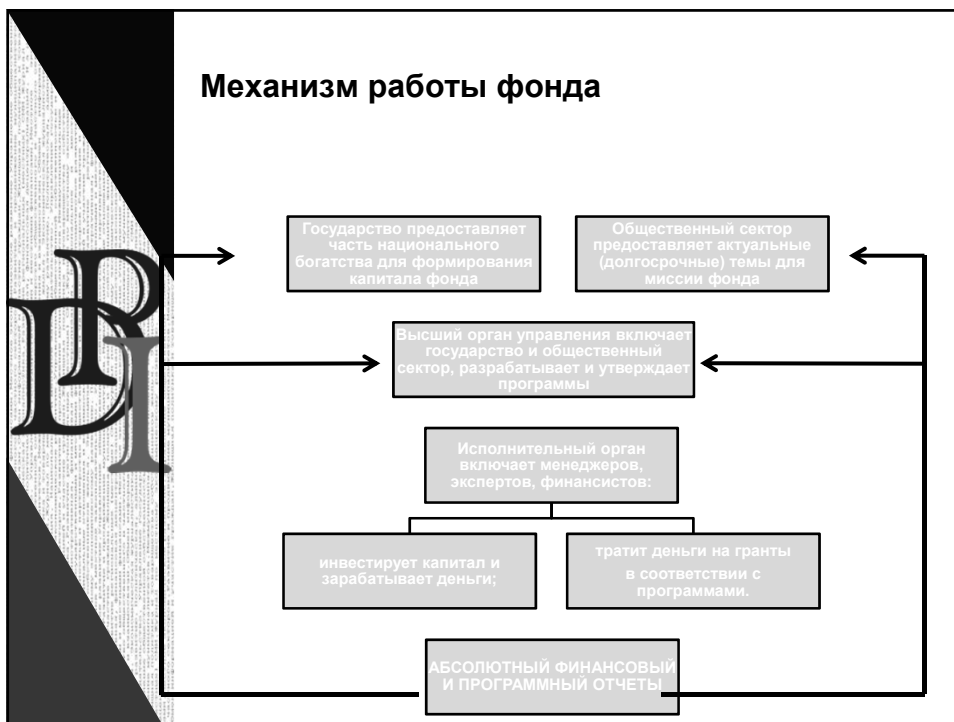 Механизм работы фонда
Государство предоставляет
часть национального
богатства для формирования
капитала фонда
Общественный сектор
предоставляет актуальные
(долгосрочные) темы для
миссии фонда
Высший орган управления включает
государство и общественный
сектор, разрабатывает и утверждает
программы
Исполнительный орган
включает менеджеров,
экспертов, финансистов:
инвестирует капитал и
зарабатывает деньги;
тратит деньги на гранты
в соответствии с
программами.
АБСОЛЮТНЫЙ ФИНАНСОВЫЙ
И ПРОГРАММНЫЙ ОТЧЕТЫ